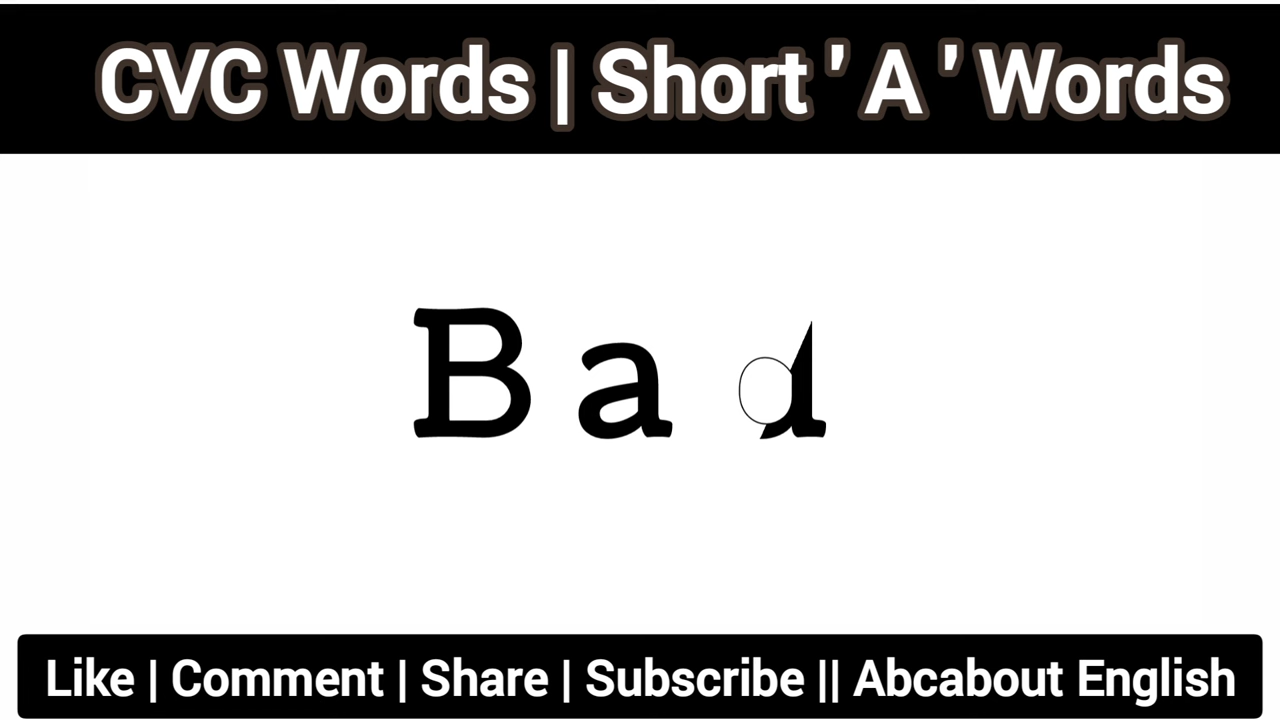 CVC Words | Short ' A ' Words
B a d
Like | Comment | Share | Subscribe || Abcabout English